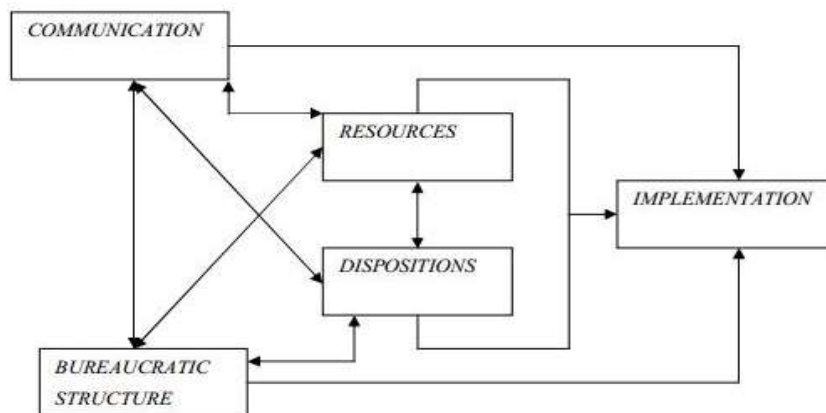 COMMUNICATION
RESOURCES
IMPLEMENTATION
DISPOSITIONS
BUREAUCRATIC
STRUCTURE